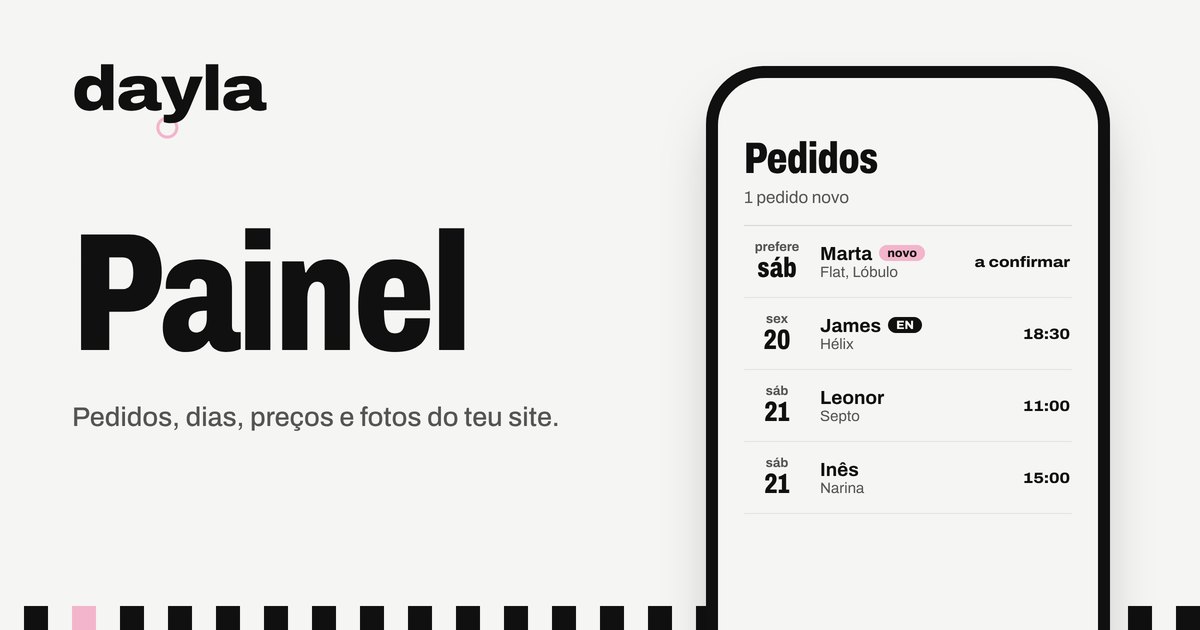 dayla
Painel
Pedidos, dias, preços e fotos do teu site.
Pedidos
1 pedido novo
prefere
sáb
Marta novo
Flat, Lóbulo
a confirmar
sex
20
James EN
Hélix
18:30
sáb
21
Leonor
Septo
11:00
sáb
21
Inês
Narina
15:00